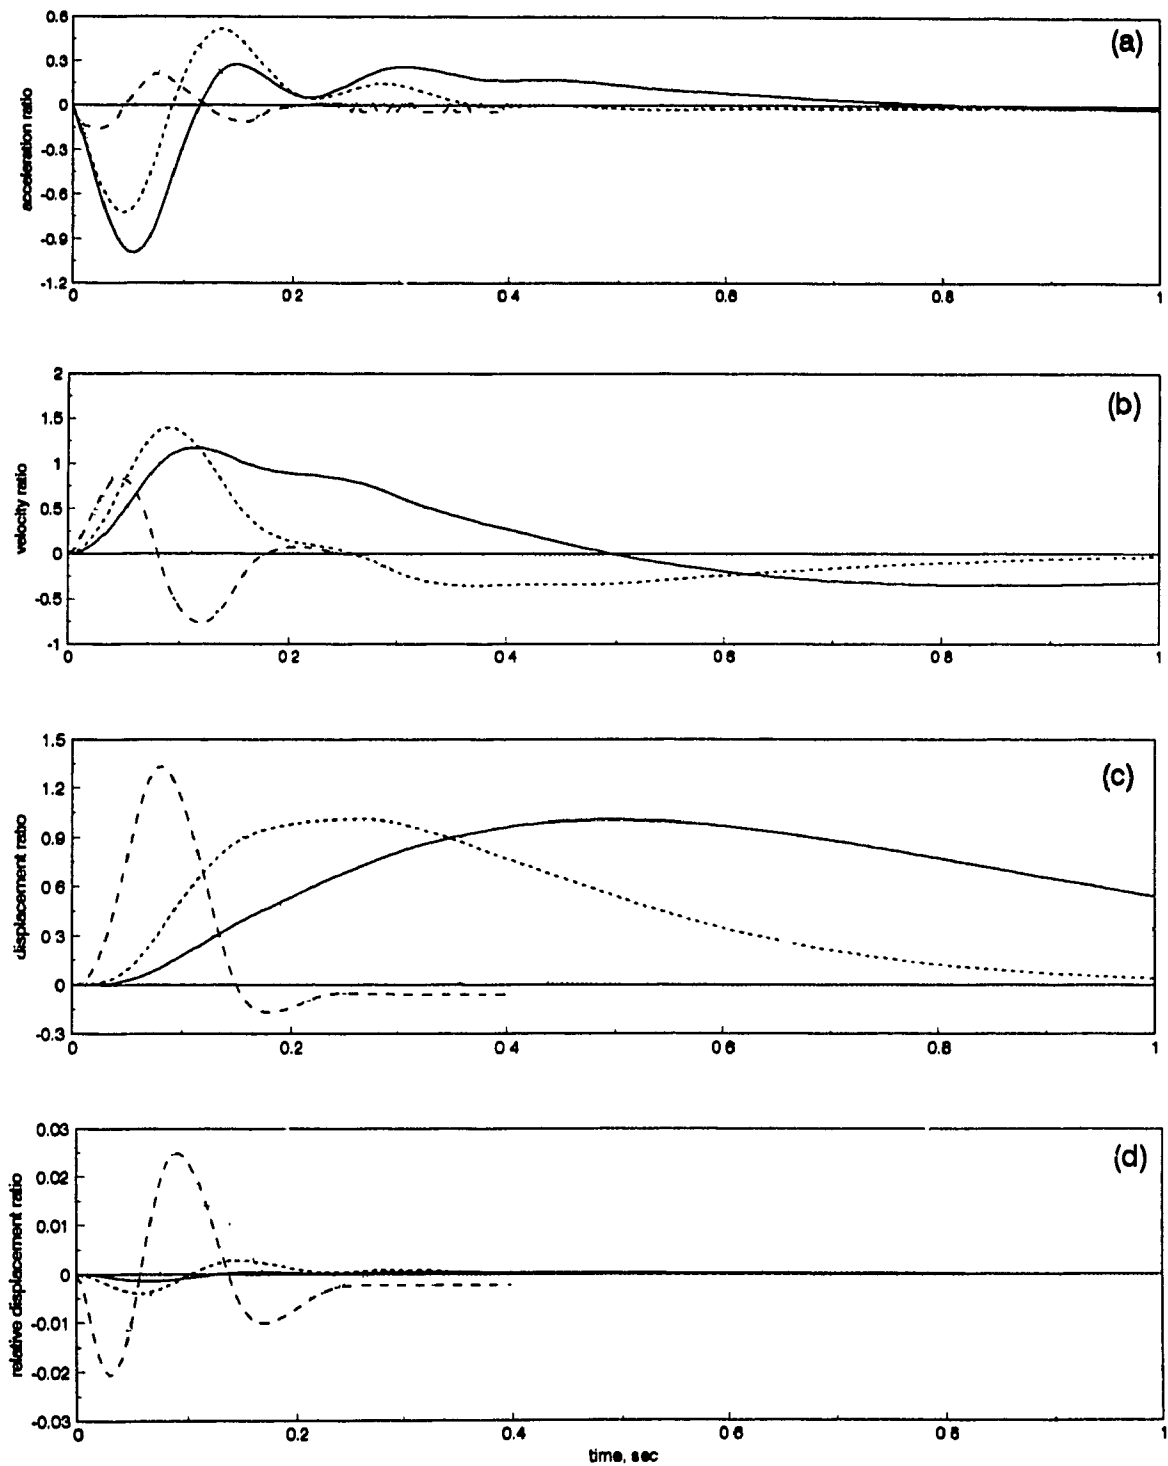 (a)
acceleration ratio
0.6
0.3
0
-0.3
-0.6
-0.9
-1.2
0 0 2 0 4 0.6 0.8 1
(b)
velocity ratio
2
1.5
1
0.5
0
-0.5
-1
0 0 2 0 4 0 6 0 8 1
(c)
displacement ratio
1.5
1.2
0.9
0 6
0 3
0
-0.3
0 0.2 0 4 0 6 0.8 1
(d)
relative displacement ratio
0.03
0.02
0.01
0
-0.01
-0.02
-0.03
0 0.2 0.4 0 6 0 8 1
time, sec